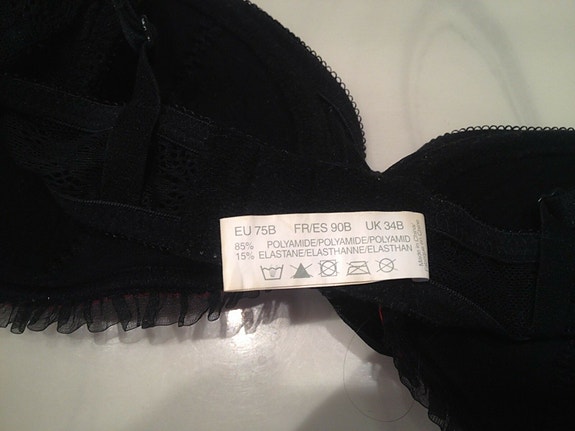 EU 75B FR/ES 90B UK 34B
85% POLYAMIDE/POLYAMIDE/POLYAMID
15% ELASTANE/ELASTHANNE/ELASTHAN